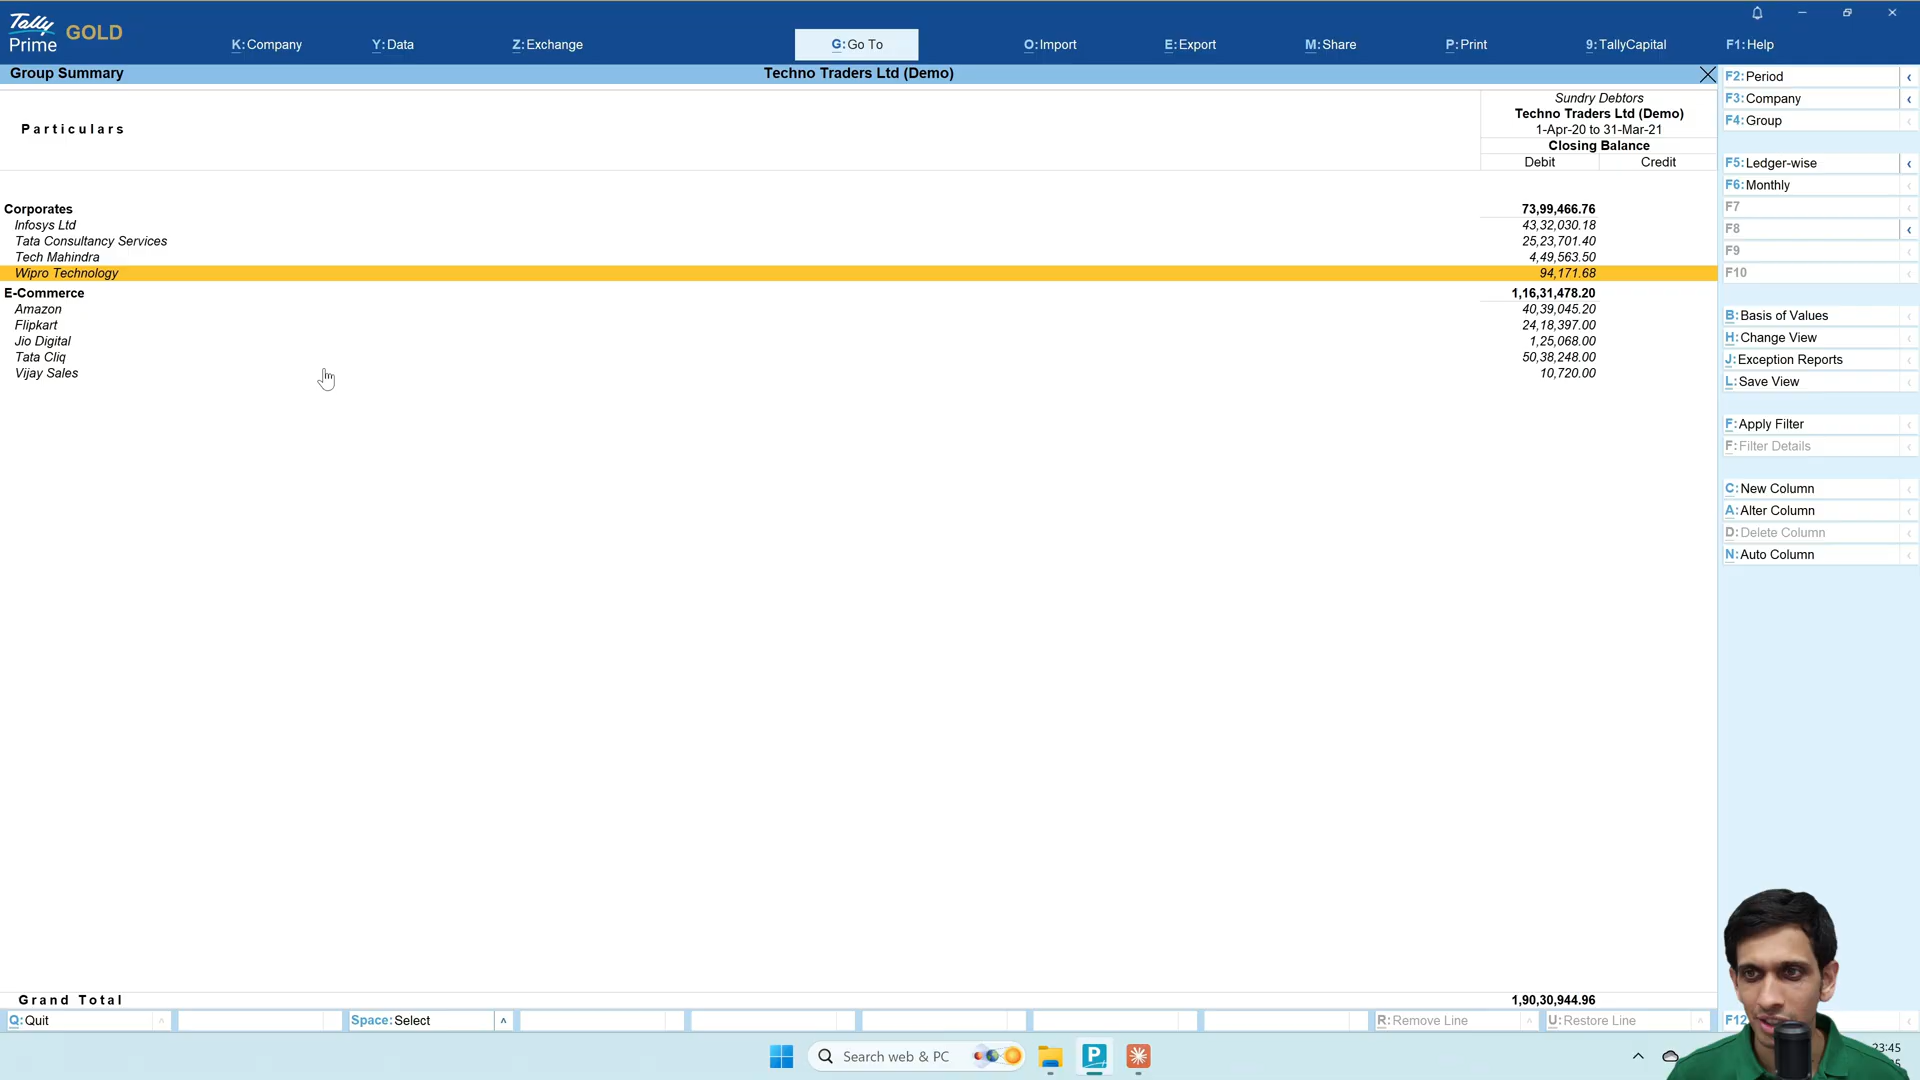 Tally
Prime GOLD
K:Company Y:Data Z:Exchange G:Go To O:Import E:Export M:Share P:Print 9:TallyCapital F1:Help
Group Summary Techno Traders Ltd (Demo)
Particulars
Sundry Debtors
Techno Traders Ltd (Demo)
1-Apr-20 to 31-Mar-21
Closing Balance
Debit Credit
Corporates 73,99,466.76
Infosys Ltd 43,32,030.18
Tata Consultancy Services 25,23,701.40
Tech Mahindra 4,49,563.50
Wipro Technology 94,171.68
E-Commerce 1,16,31,478.20
Amazon 40,39,045.20
Flipkart 24,18,397.00
Jio Digital 1,25,068.00
Tata Cliq 50,38,248.00
Vijay Sales 10,720.00
Grand Total 1,90,30,944.96
F2:Period
F3:Company
F4:Group
F5:Ledger-wise
F6:Monthly
F7
F8
F9
F10
B:Basis of Values
H:Change View
J:Exception Reports
L:Save View
F:Apply Filter
F:Filter Details
C:New Column
A:Alter Column
D:Delete Column
N:Auto Column
Q:Quit Space:Select R:Remove Line U:Restore Line F12
Search web & PC
23:45